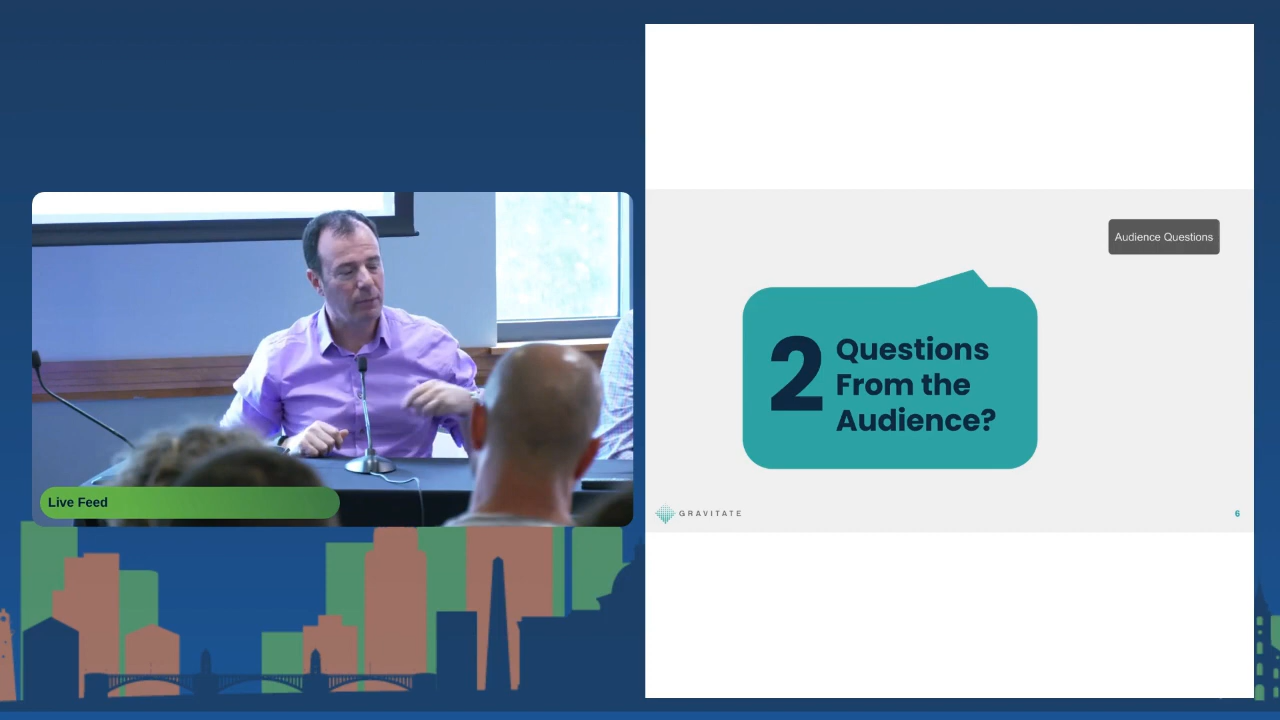 Live Feed
Audience Questions
2
Questions
From the
Audience?
GRAVITATE
6